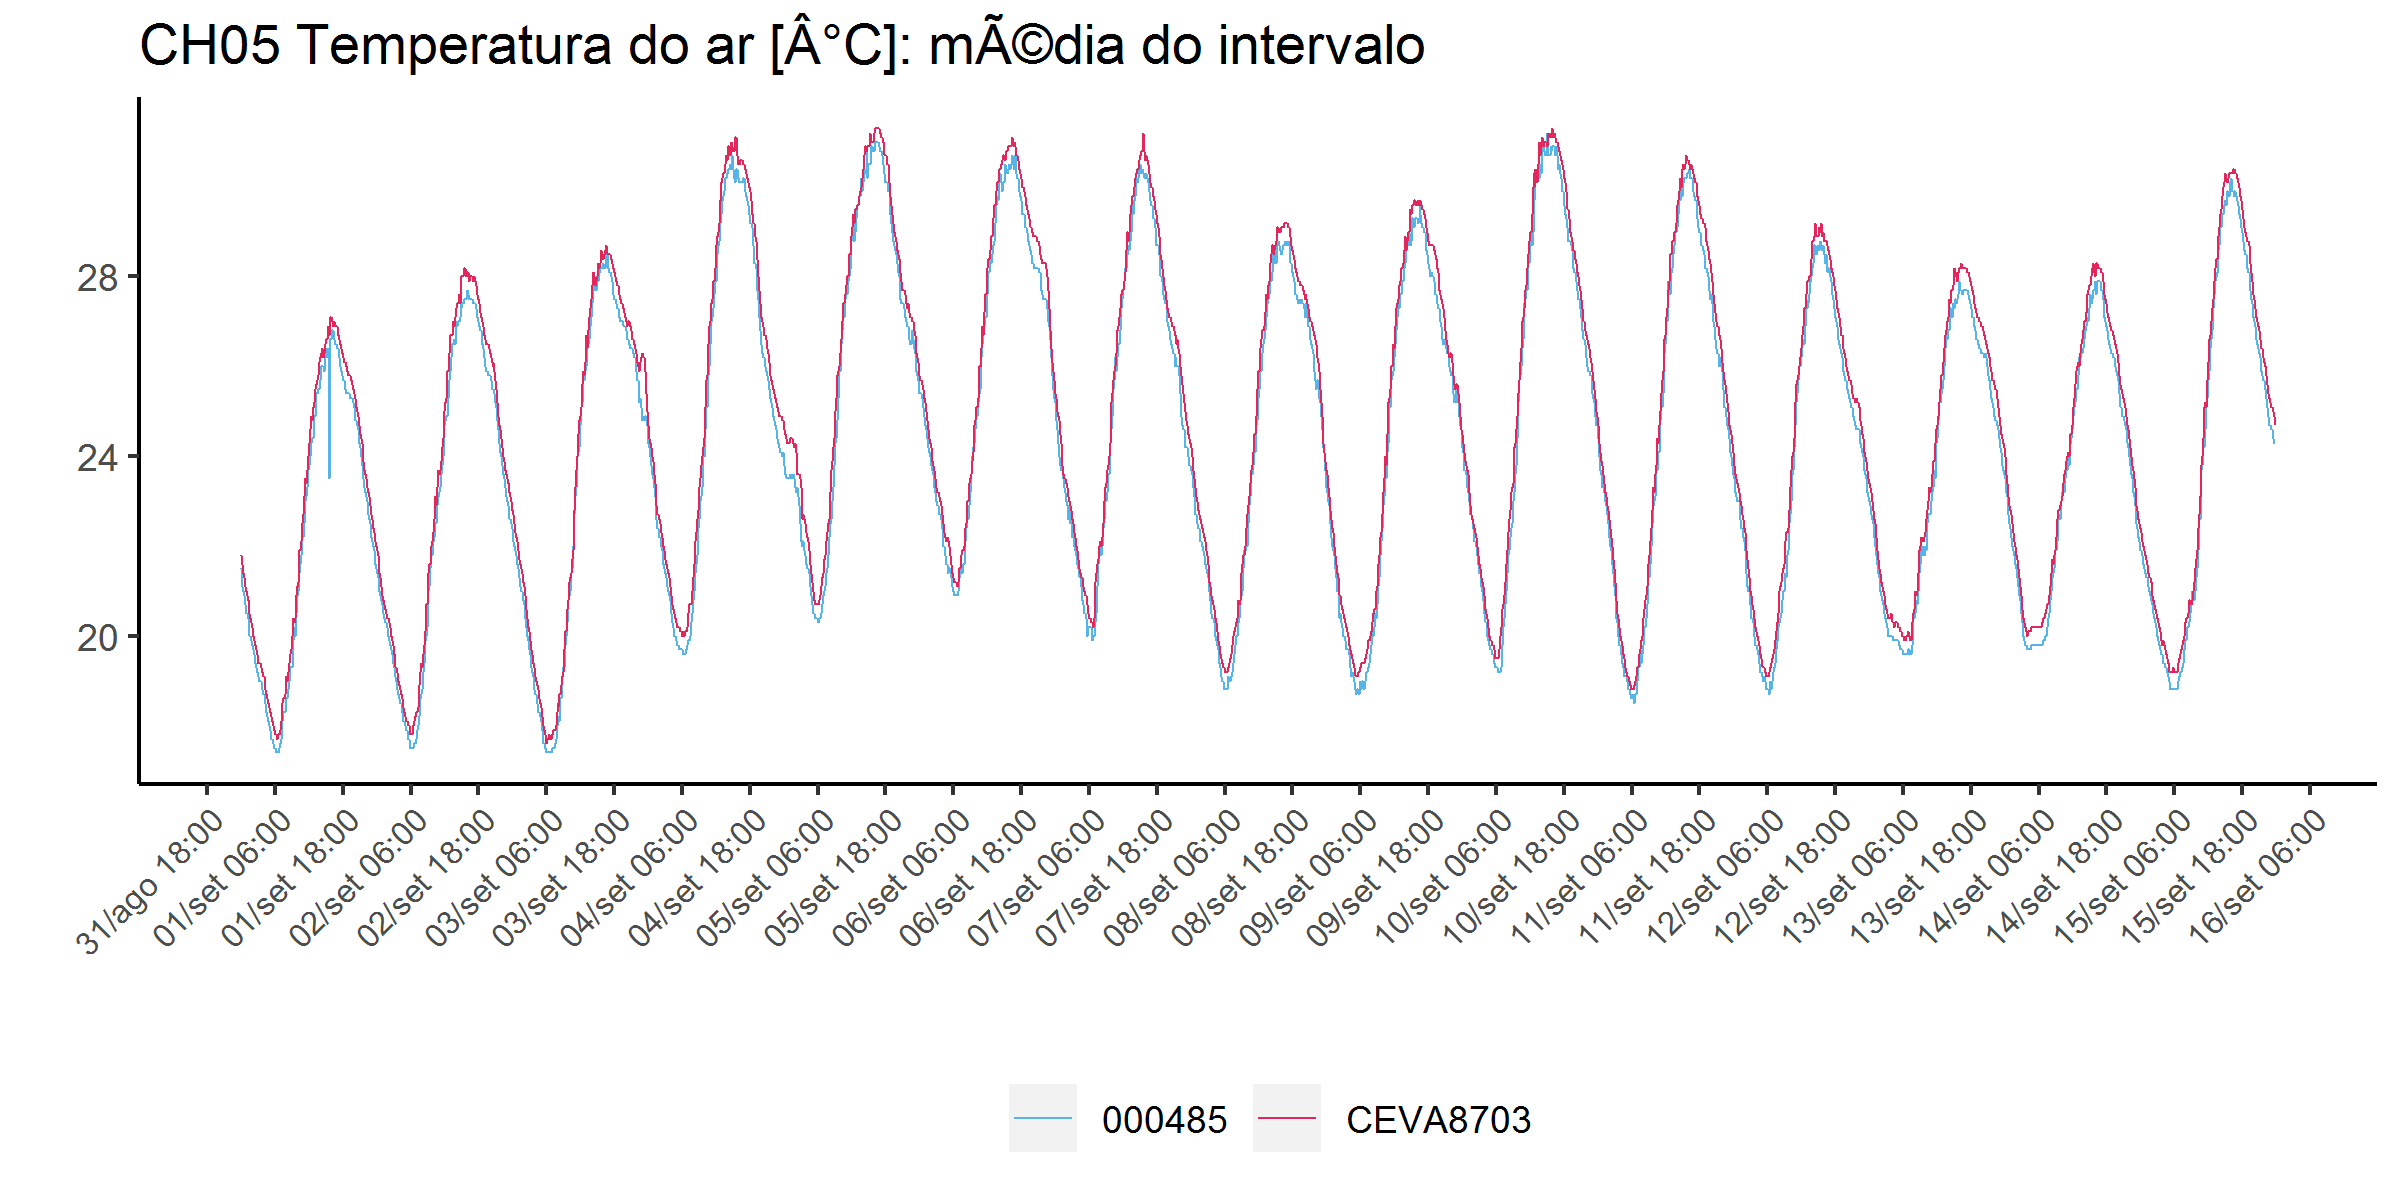 CH05 Temperatura do ar [Â°C]: mÃ©dia do intervalo
28
24
20
31/ago 18:00
01/set 06:00
01/set 18:00
02/set 06:00
02/set 18:00
03/set 06:00
03/set 18:00
04/set 06:00
04/set 18:00
05/set 06:00
05/set 18:00
06/set 06:00
06/set 18:00
07/set 06:00
07/set 18:00
08/set 06:00
08/set 18:00
09/set 06:00
09/set 18:00
10/set 06:00
10/set 18:00
11/set 06:00
11/set 18:00
12/set 06:00
12/set 18:00
13/set 06:00
13/set 18:00
14/set 06:00
14/set 18:00
15/set 06:00
15/set 18:00
16/set 06:00
000485
CEVA8703